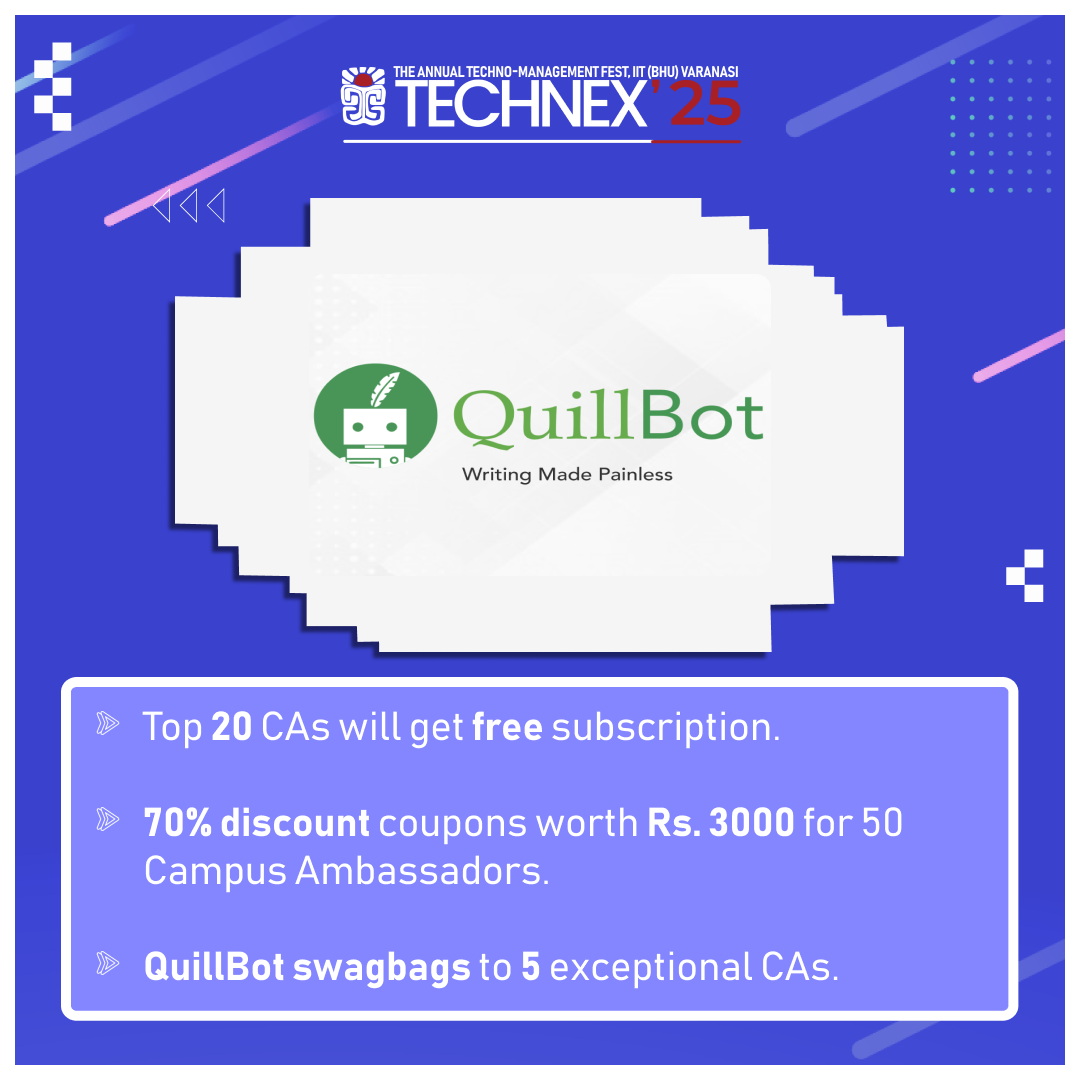 THE ANNUAL TECHNO-MANAGEMENT FEST, IIT (BHU) VARANASI
TECHNEX'25
QuillBot
Writing Made Painless
Top 20 CAs will get free subscription.
70% discount coupons worth Rs. 3000 for 50
Campus Ambassadors.
QuillBot swagbags to 5 exceptional CAs.